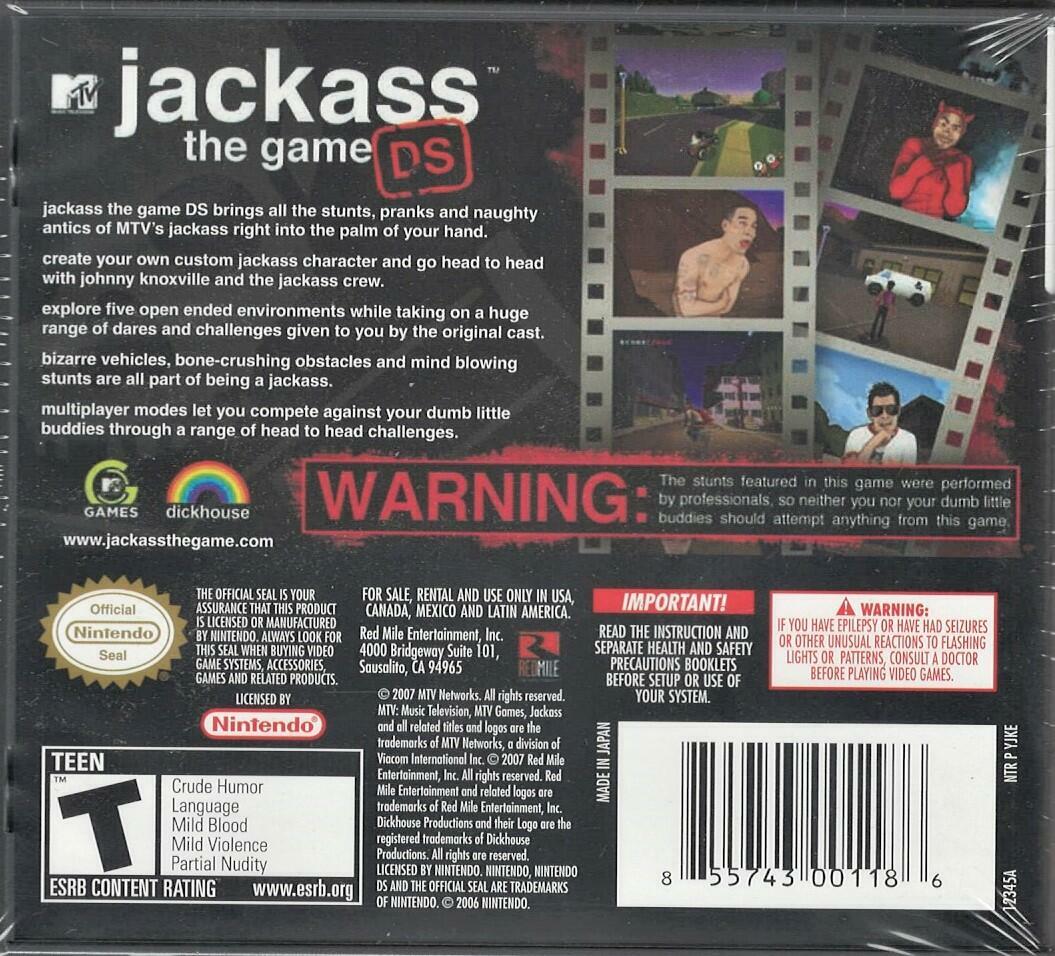 MTV
MUSIC TELEVISION
jackass™
the game DS
jackass the game DS brings all the stunts, pranks and naughty
antics of MTV's jackass right into the palm of your hand.
create your own custom jackass character and go head to head
with johnny knoxville and the jackass crew.
explore five open ended environments while taking on a huge
range of dares and challenges given to you by the original cast.
bizarre vehicles, bone-crushing obstacles and mind blowing
stunts are all part of being a jackass.
multiplayer modes let you compete against your dumb little
buddies through a range of head to head challenges.
GAMES
dickhouse
www.jackassthegame.com
WARNING:
The stunts featured in this game were performed
by professionals, so neither you nor your dumb little
buddies should attempt anything from this game.
Official
Nintendo
Seal
THE OFFICIAL SEAL IS YOUR
ASSURANCE THAT THIS PRODUCT
IS LICENSED OR MANUFACTURED
BY NINTENDO. ALWAYS LOOK FOR
THIS SEAL WHEN BUYING VIDEO
GAME SYSTEMS, ACCESSORIES,
GAMES AND RELATED PRODUCTS.
LICENSED BY
Nintendo®
FOR SALE, RENTAL AND USE ONLY IN USA,
CANADA, MEXICO AND LATIN AMERICA.
Red Mile Entertainment, Inc.
4000 Bridgeway Suite 101,
Sausalito, CA 94965
REDMILE
© 2007 MTV Networks. All rights reserved.
MTV: Music Television, MTV Games, Jackass
and all related titles and logos are the
trademarks of MTV Networks, a division of
Viacom International Inc. © 2007 Red Mile
Entertainment, Inc. All rights reserved. Red
Mile Entertainment and related logos are
trademarks of Red Mile Entertainment, Inc.
Dickhouse Productions and their Logo are the
registered trademarks of Dickhouse
Productions. All rights are reserved.
LICENSED BY NINTENDO. NINTENDO, NINTENDO
DS AND THE OFFICIAL SEAL ARE TRADEMARKS
OF NINTENDO. © 2006 NINTENDO.
IMPORTANT!
READ THE INSTRUCTION AND
SEPARATE HEALTH AND SAFETY
PRECAUTIONS BOOKLETS
BEFORE SETUP OR USE OF
YOUR SYSTEM.
WARNING:
IF YOU HAVE EPILEPSY OR HAVE HAD SEIZURES
OR OTHER UNUSUAL REACTIONS TO FLASHING
LIGHTS OR PATTERNS, CONSULT A DOCTOR
BEFORE PLAYING VIDEO GAMES.
TEEN
T
™
Crude Humor
Language
Mild Blood
Mild Violence
Partial Nudity
ESRB CONTENT RATING www.esrb.org
MADE IN JAPAN
8 55743 00118 6
NTR P YJKE
12345A